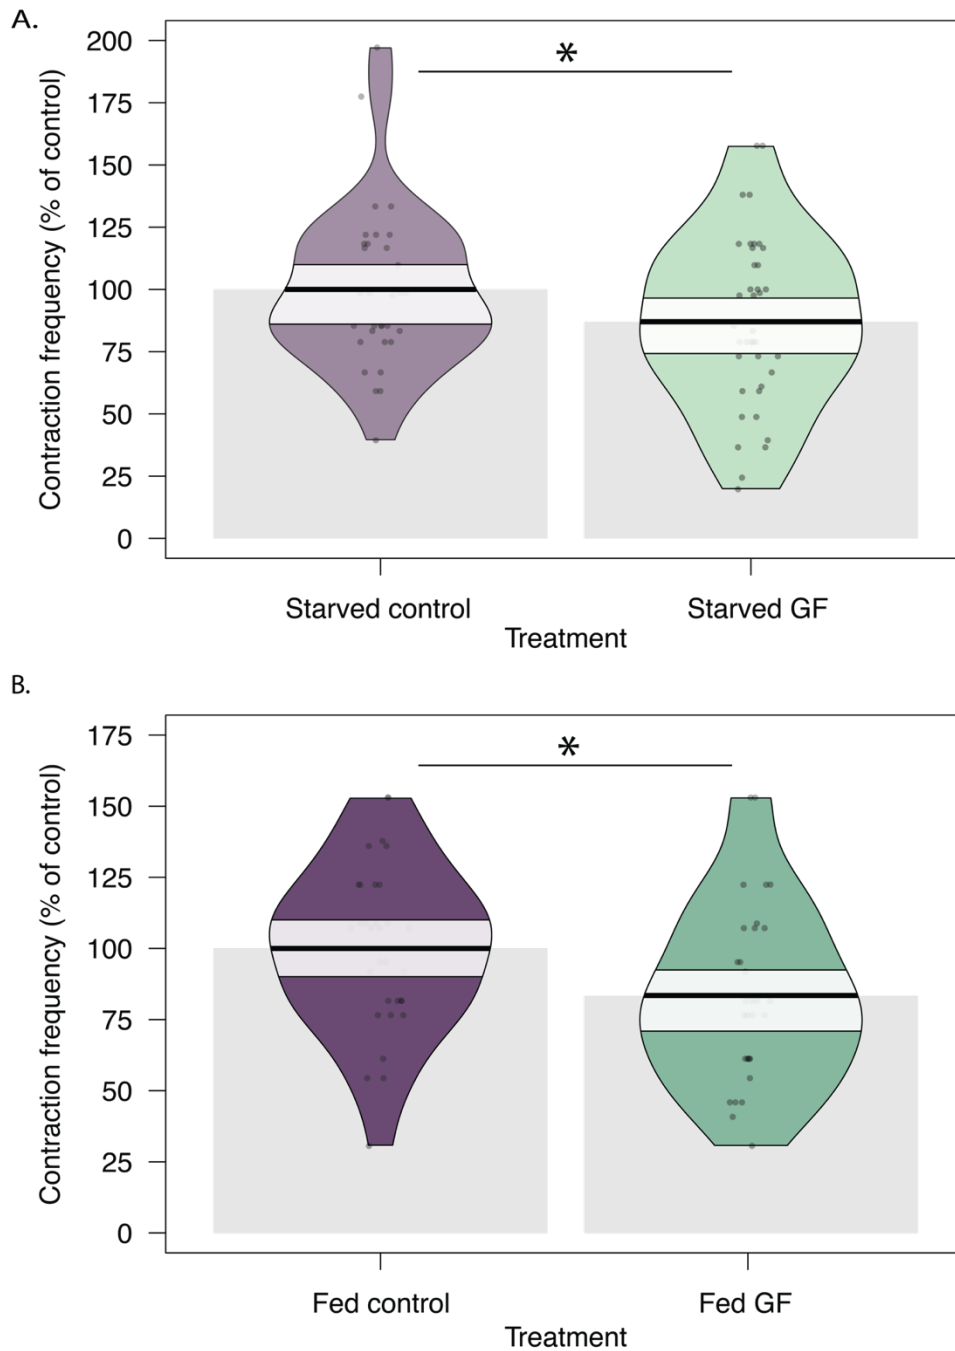 A.
Contraction frequency (% of control)
200
175
150
125
100
75
50
25
0
*
Starved control
Starved GF
Treatment
B.
Contraction frequency (% of control)
175
150
125
100
75
50
25
0
*
Fed control
Fed GF
Treatment